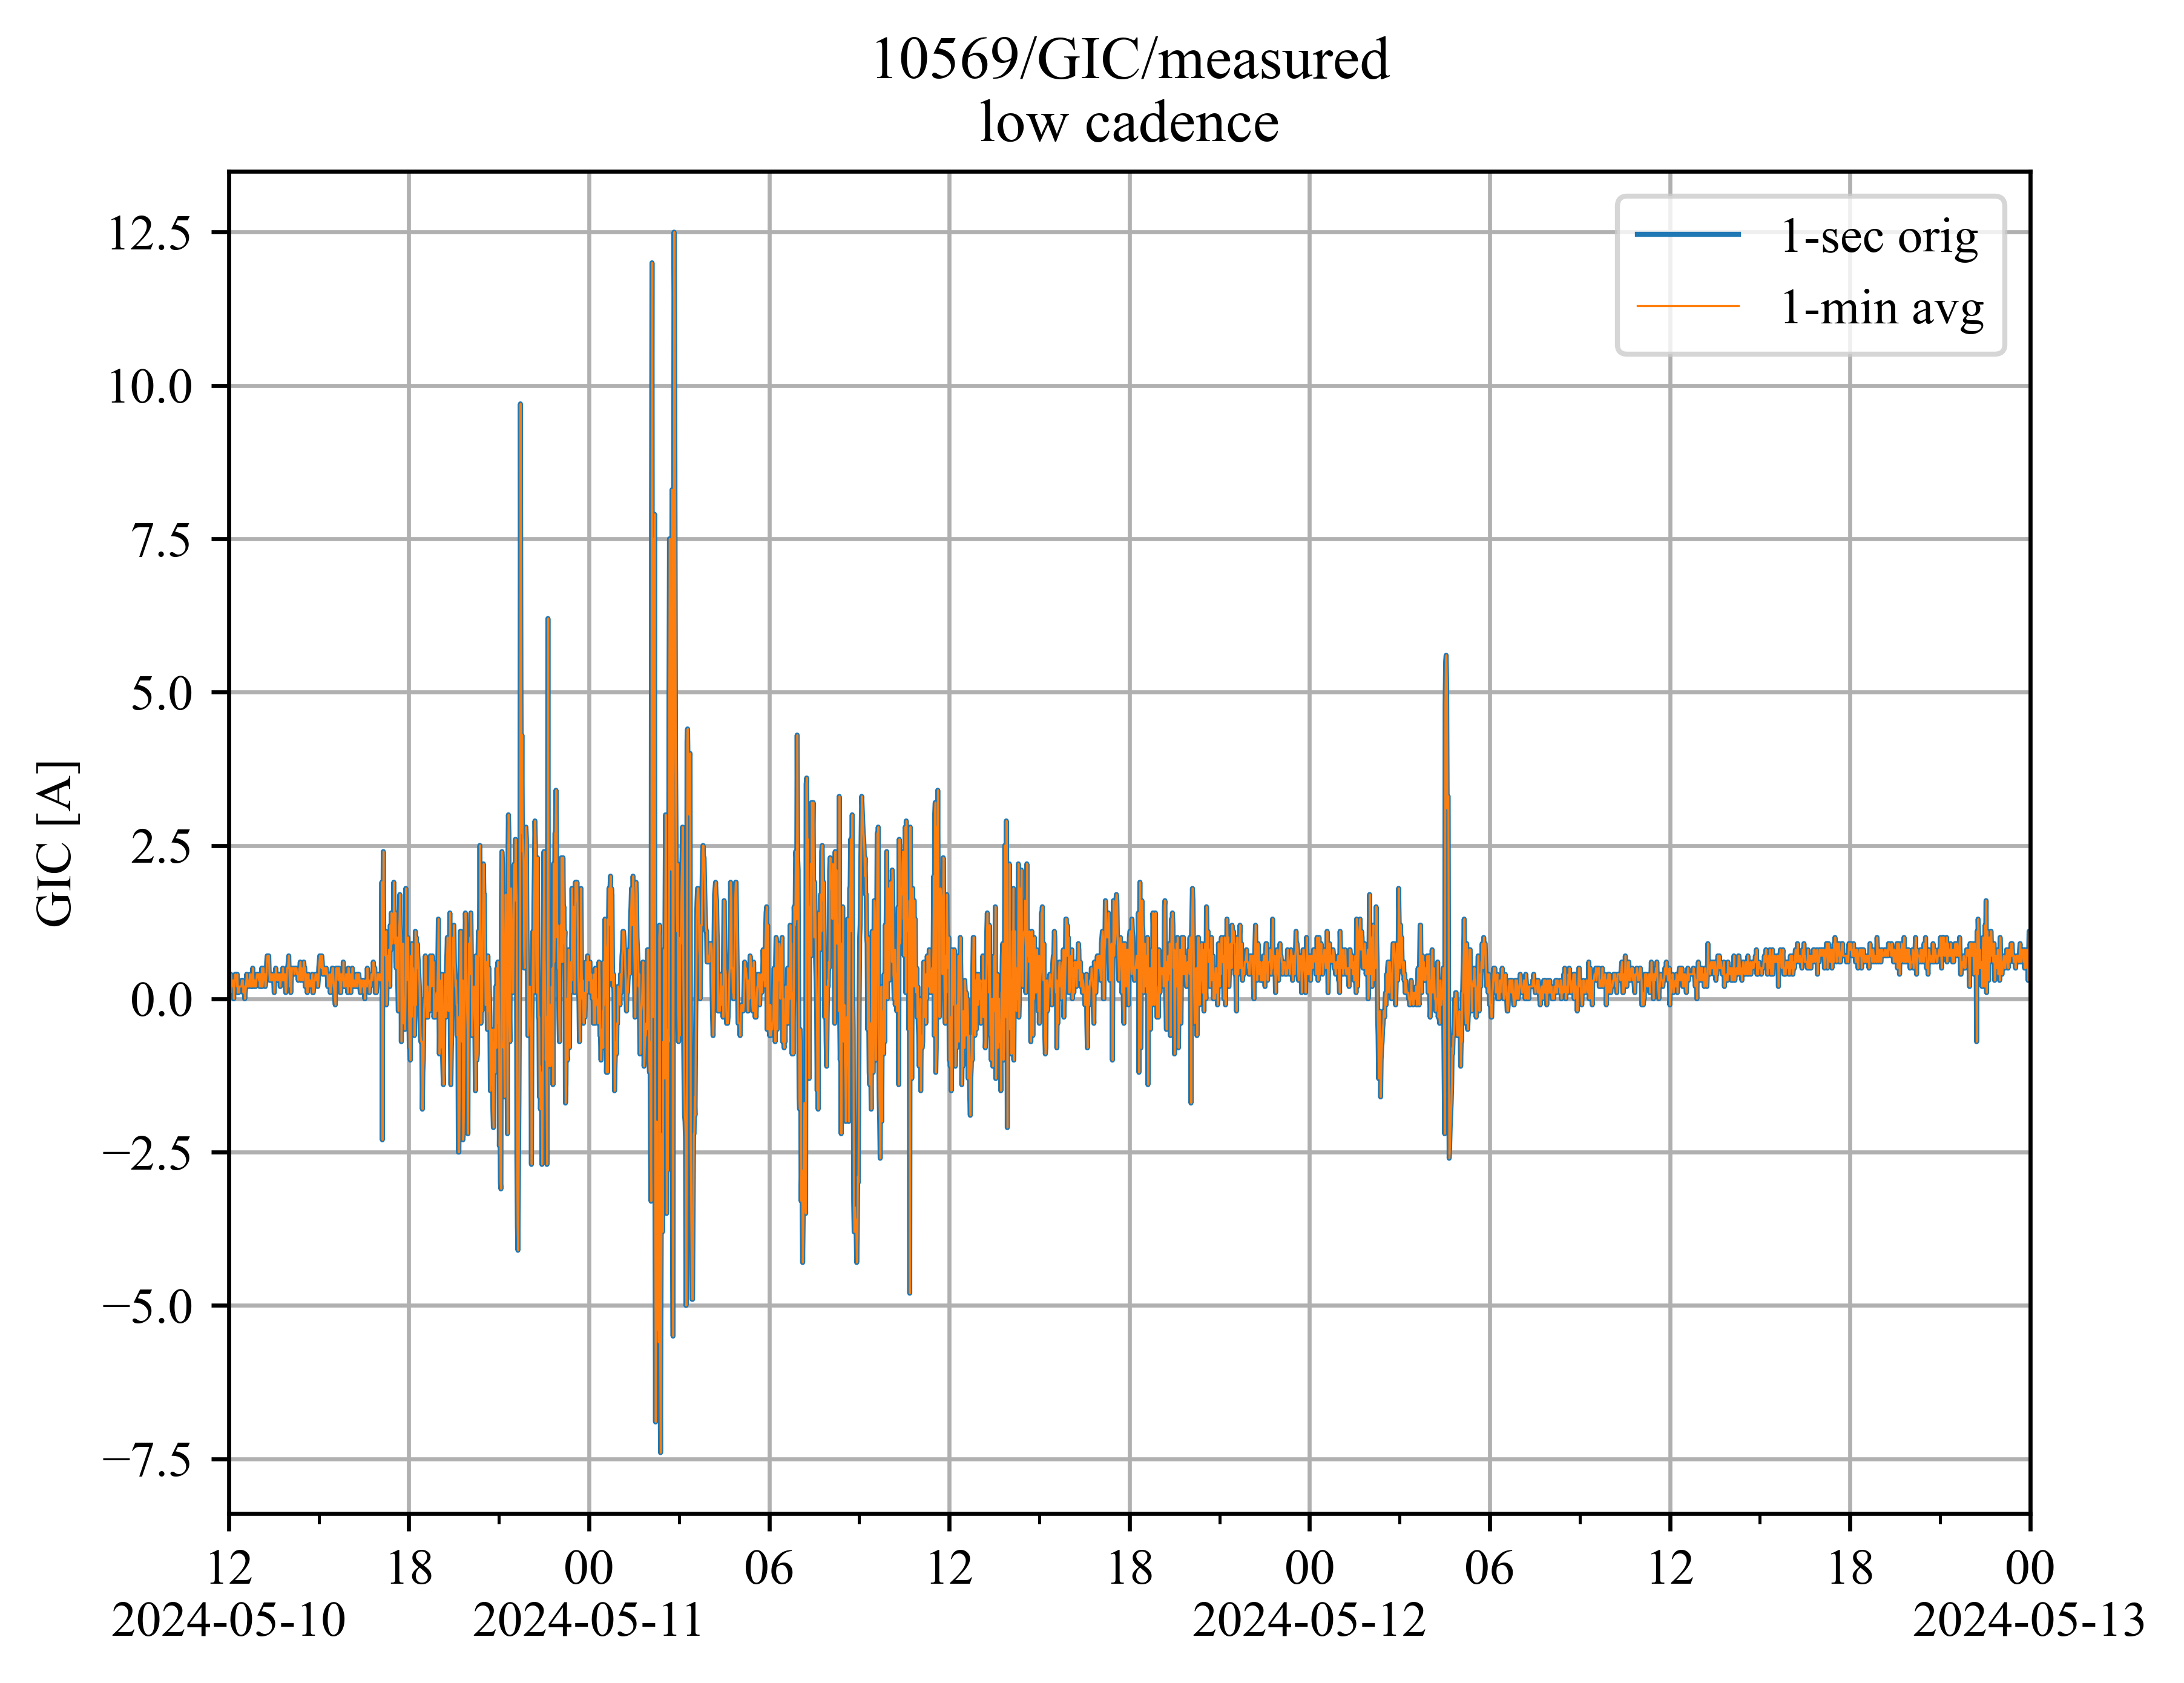 10569/GIC/measured
low cadence
1-sec orig
1-min avg
GIC [A]
12.5
10.0
7.5
5.0
2.5
0.0
−2.5
−5.0
−7.5
12 18 00 06 12 18 00 06 12 18 00
2024-05-10 2024-05-11 2024-05-12 2024-05-13